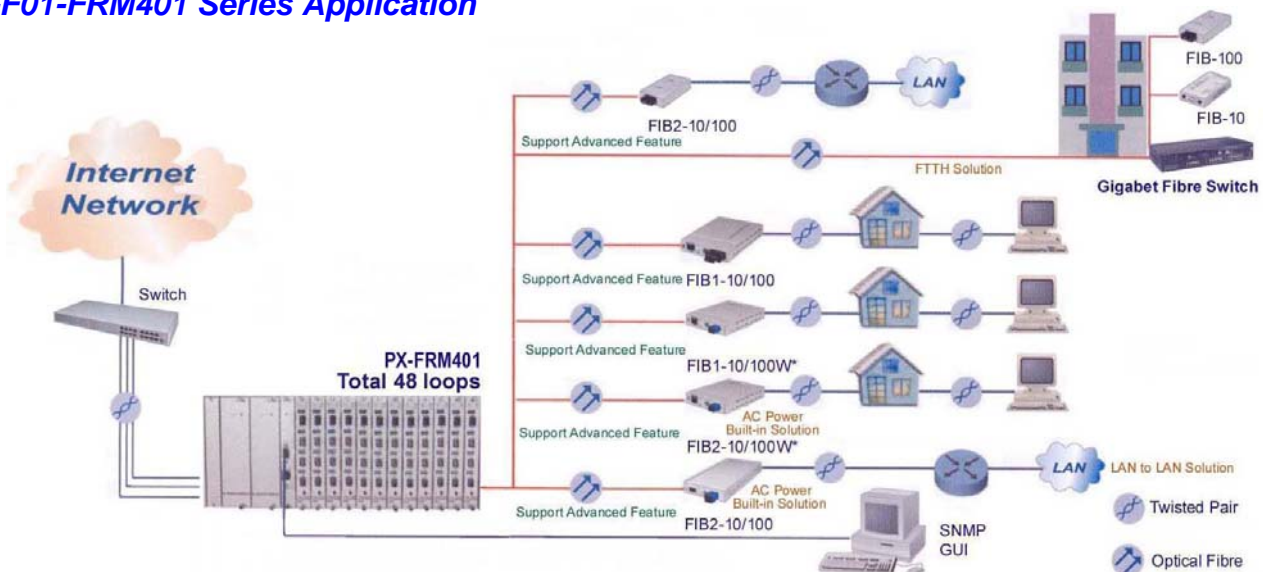 F01-FRM401 Series Application
Internet
Network
Switch
PX-FRM401
Total 48 loops
FIB2-10/100
LAN
Support Advanced Feature
FTTH Solution
FIB-100
FIB-10
Gigabet Fibre Switch
Support Advanced Feature
FIB1-10/100
Support Advanced Feature
FIB1-10/100W*
Support Advanced Feature
AC Power
Built-in Solution
FIB2-10/100W*
Support Advanced Feature
AC Power
Built-in Solution
FIB2-10/100
LAN
LAN to LAN Solution
SNMP
GUI
Twisted Pair
Optical Fibre